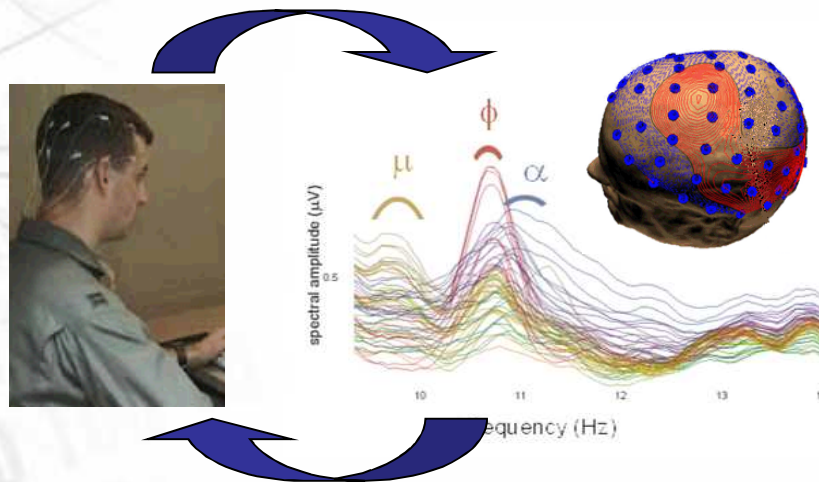 ϕ
μ
α
spectral amplitude (μV)
0.5
10
11
12
13
equency (Hz)